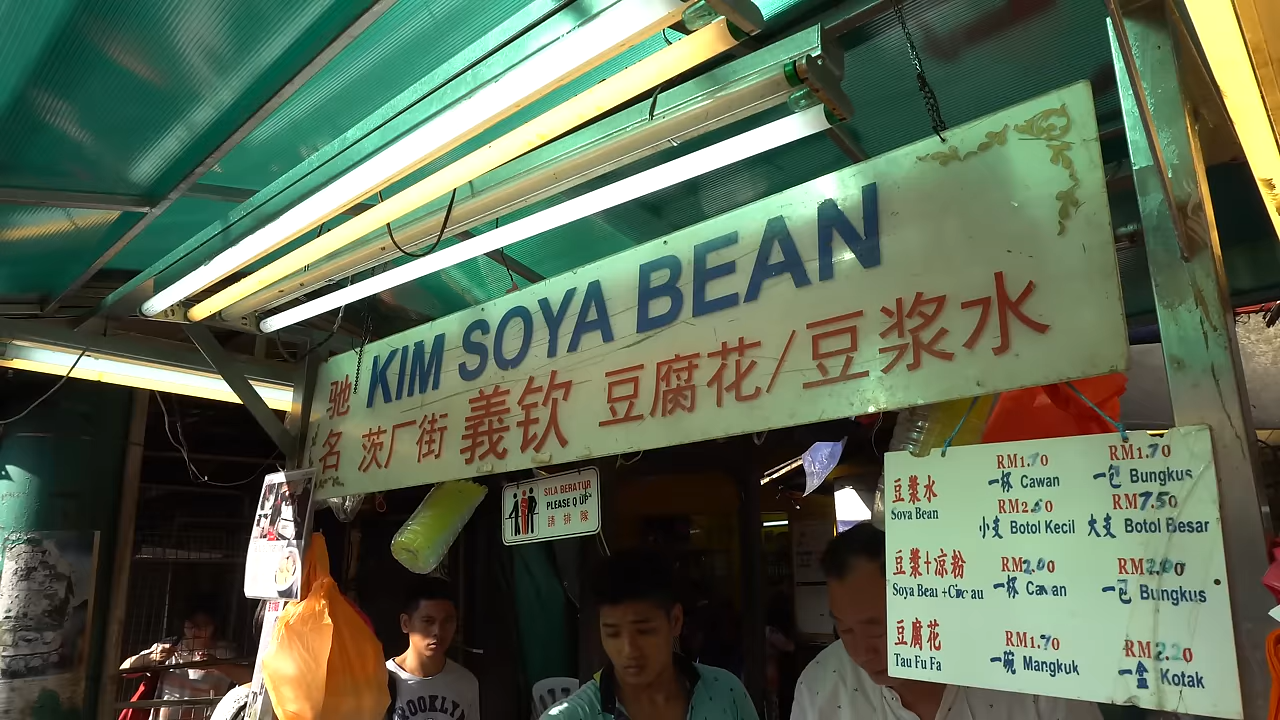 KIM SOYA BEAN
驰名 茨厂街 義钦 豆腐花/豆浆水
SILA BERATUR
PLEASE Q UP
請排隊
RM1.70 RM1.70
豆漿水 一杯 Cawan 一包 Bungkus
Soya Bean RM2.50 RM7.50
小支 Botol Kecil 大支 Botol Besar
豆漿+凉粉 RM2.00
Soya Bean + 一杯 Cawan 一包 Bungkus
豆腐花 RM1.70 RM2.20
Tau Fu Fa 一碗 Mangkuk 一盒 Kotak
BROOKLYN